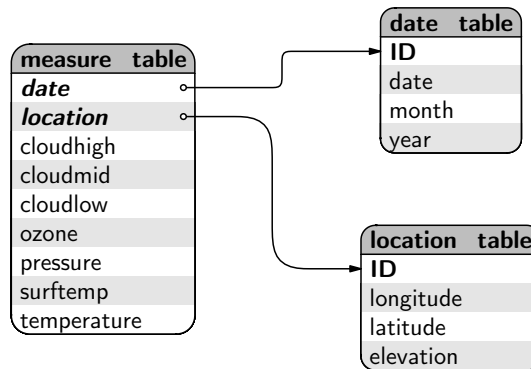 measure table
date
location
cloudhigh
cloudmid
cloudlow
ozone
pressure
surftemp
temperature
date table
ID
date
month
year
location table
ID
longitude
latitude
elevation